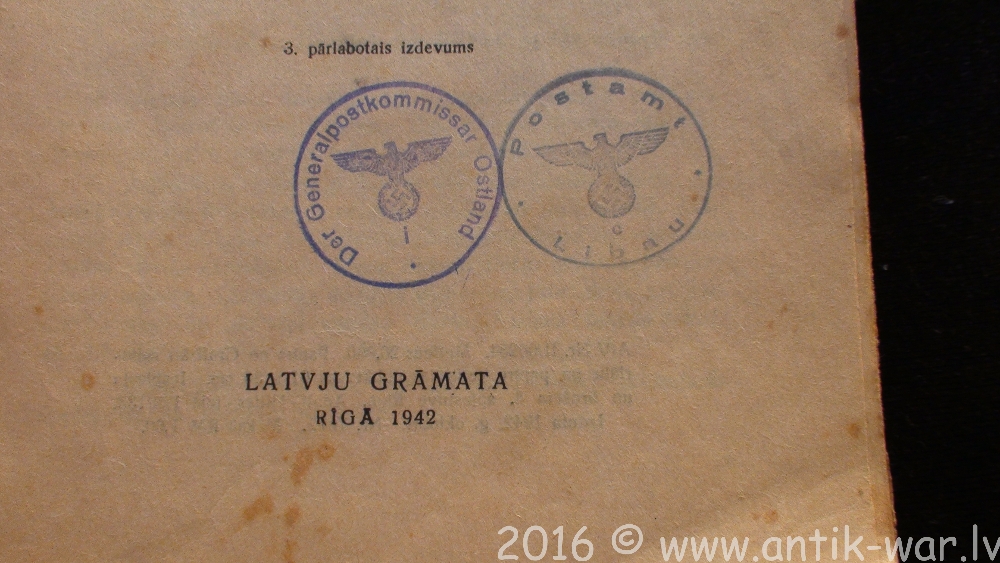 3. pārlabotais izdevums
Der Generalpostkommissar Ostland
i
Postamt
c
Libau
LATVJU GRĀMATA
RĪGĀ 1942
2016 © www.antik-war.lv